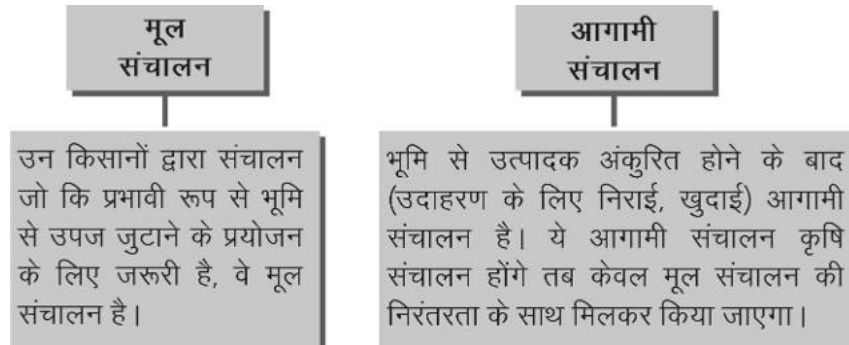 मूल
संचालन
उन किसानों द्वारा संचालन
जो कि प्रभावी रूप से भूमि
से उपज जुटाने के प्रयोजन
के लिए जरूरी है, वे मूल
संचालन है।
आगामी
संचालन
भूमि से उत्पादक अंकुरित होने के बाद
(उदाहरण के लिए निराई, खुदाई) आगामी
संचालन है। ये आगामी संचालन कृषि
संचालन होंगे तब केवल मूल संचालन की
निरंतरता के साथ मिलकर किया जाएगा।